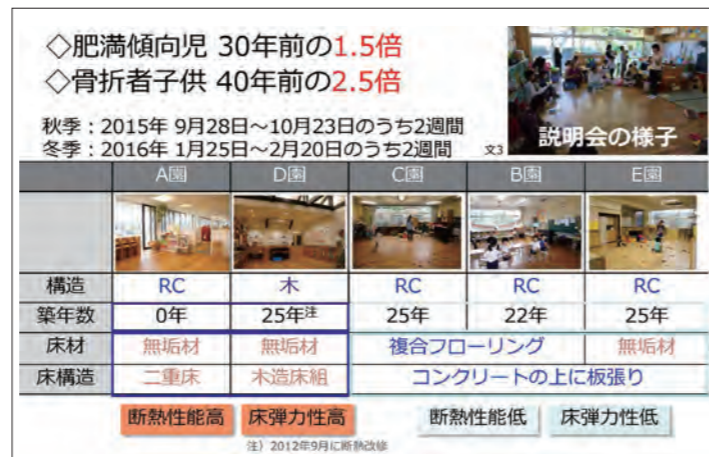 ◇肥満傾向児 30年前の1.5倍
◇骨折者子供 40年前の2.5倍
秋季：2015年 9月28日～10月23日のうち2週間
冬季：2016年 1月25日～2月20日のうち2週間
文3
説明会の様子
A園 D園 C園 B園 E園
構造 RC 木 RC RC RC
築年数 0年 25年注 25年 22年 25年
床材 無垢材 無垢材 複合フローリング 無垢材
床構造 二重床 木造床組 コンクリートの上に板張り
断熱性能高 床弾力性高 断熱性能低 床弾力性低
注）2012年9月に断熱改修